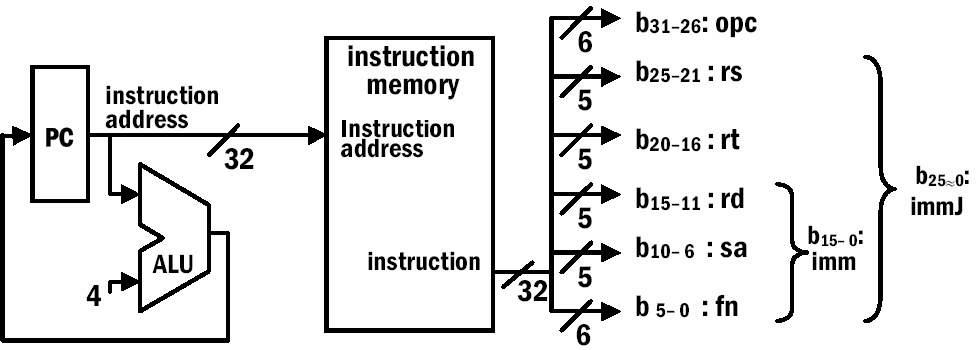 PC
instruction
address
32
ALU
4
instruction
memory
Instruction
address
instruction
32
6
b31-26: opc
5
b25-21 : rs
5
b20-16 : rt
5
b15-11 : rd
5
b10- 6 : sa
6
b 5- 0 : fn
b15- 0:
imm
b25≈0:
immJ